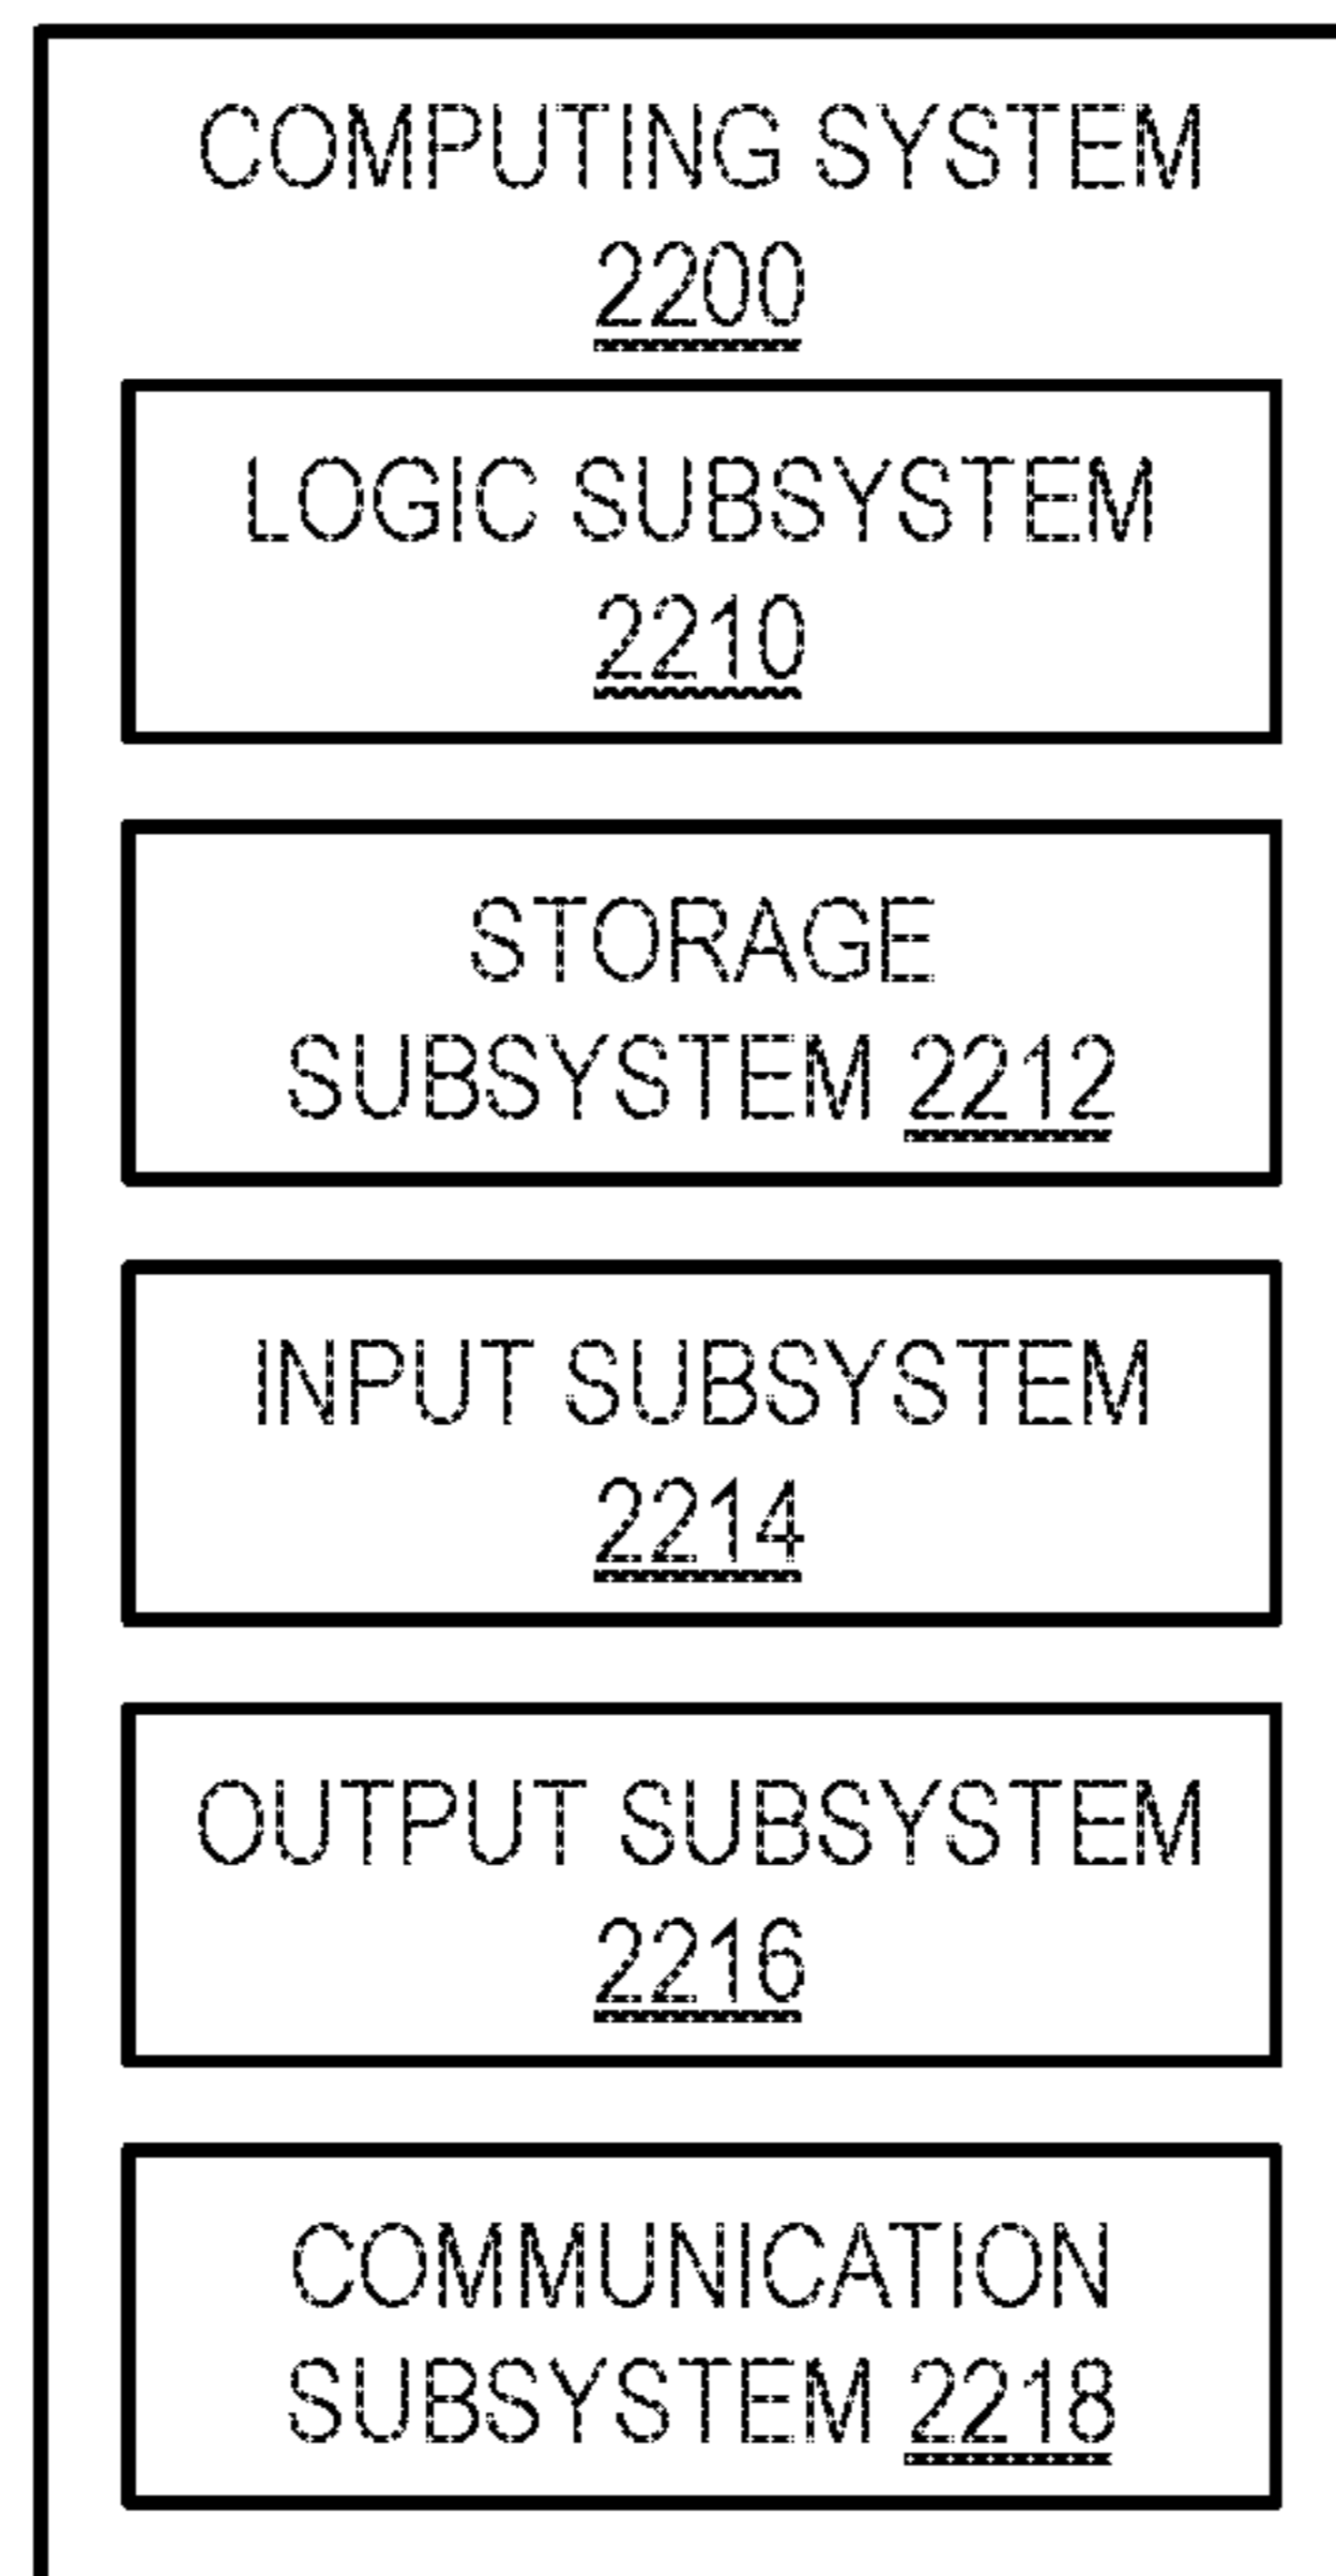 COMPUTING SYSTEM
2200
LOGIC SUBSYSTEM
2210
STORAGE
SUBSYSTEM 2212
INPUT SUBSYSTEM
2214
OUTPUT SUBSYSTEM
2216
COMMUNICATION
SUBSYSTEM 2218